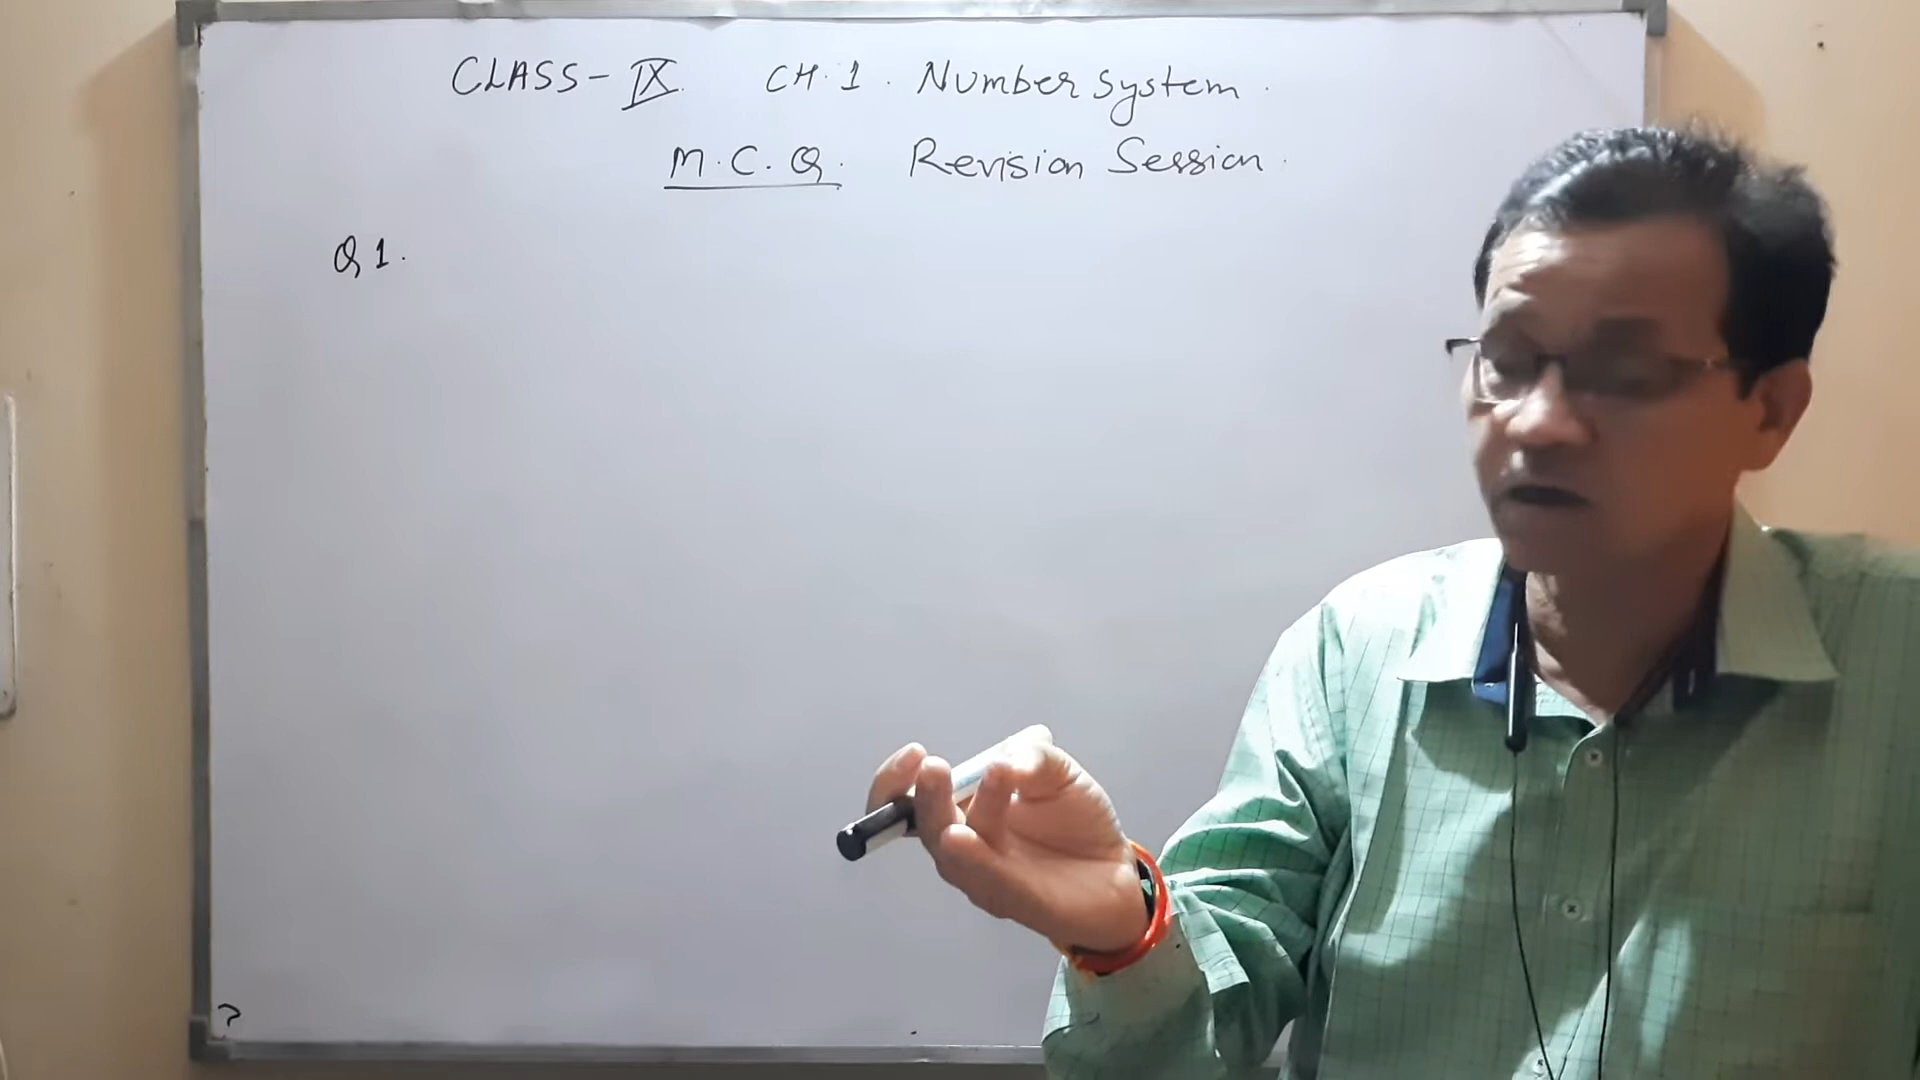 CLASS - IX. CH. 1. Number System.
M.C.Q. Revision Session.
Q 1.
?